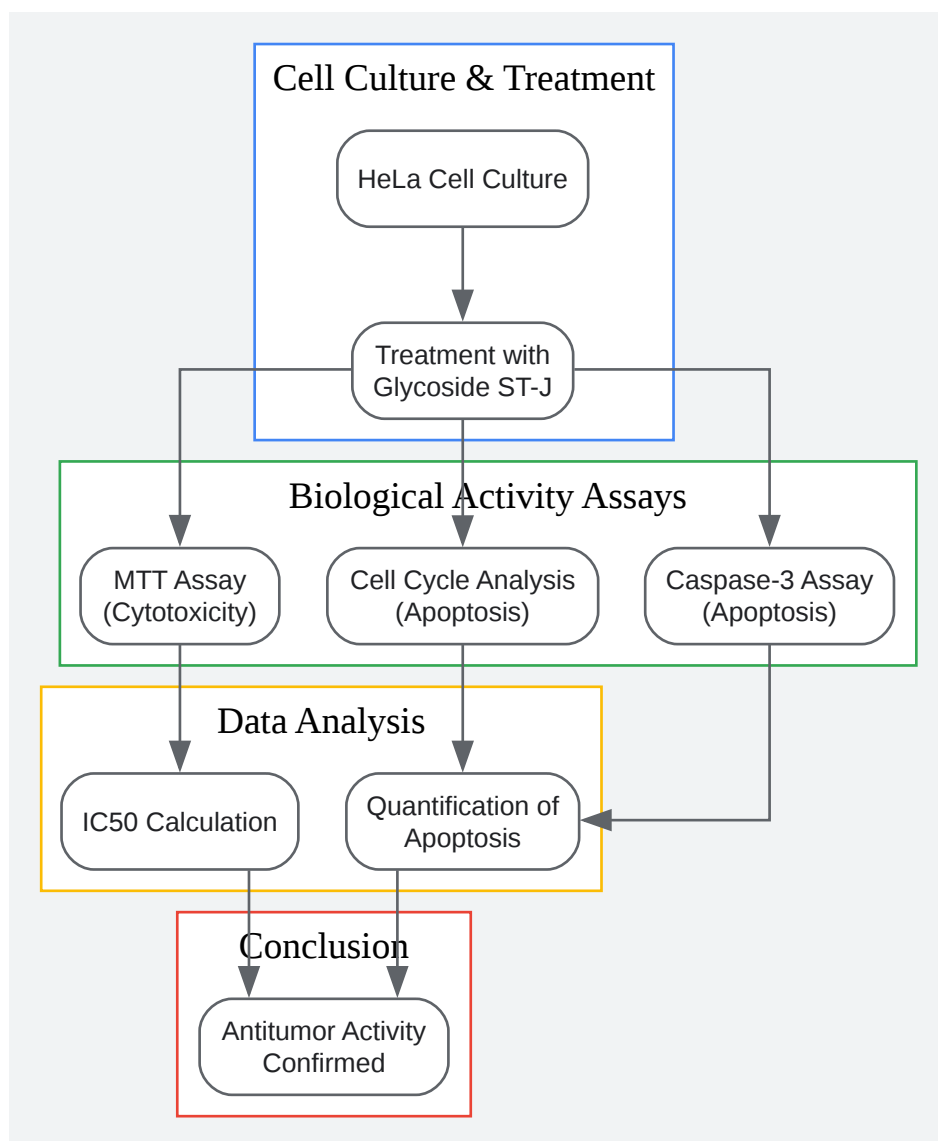 Cell Culture & Treatment
HeLa Cell Culture
Treatment with
Glycoside ST-J
Biological Activity Assays
MTT Assay
(Cytotoxicity)
Cell Cycle Analysis
(Apoptosis)
Caspase-3 Assay
(Apoptosis)
Data Analysis
IC50 Calculation
Quantification of
Apoptosis
Conclusion
Antitumor Activity
Confirmed